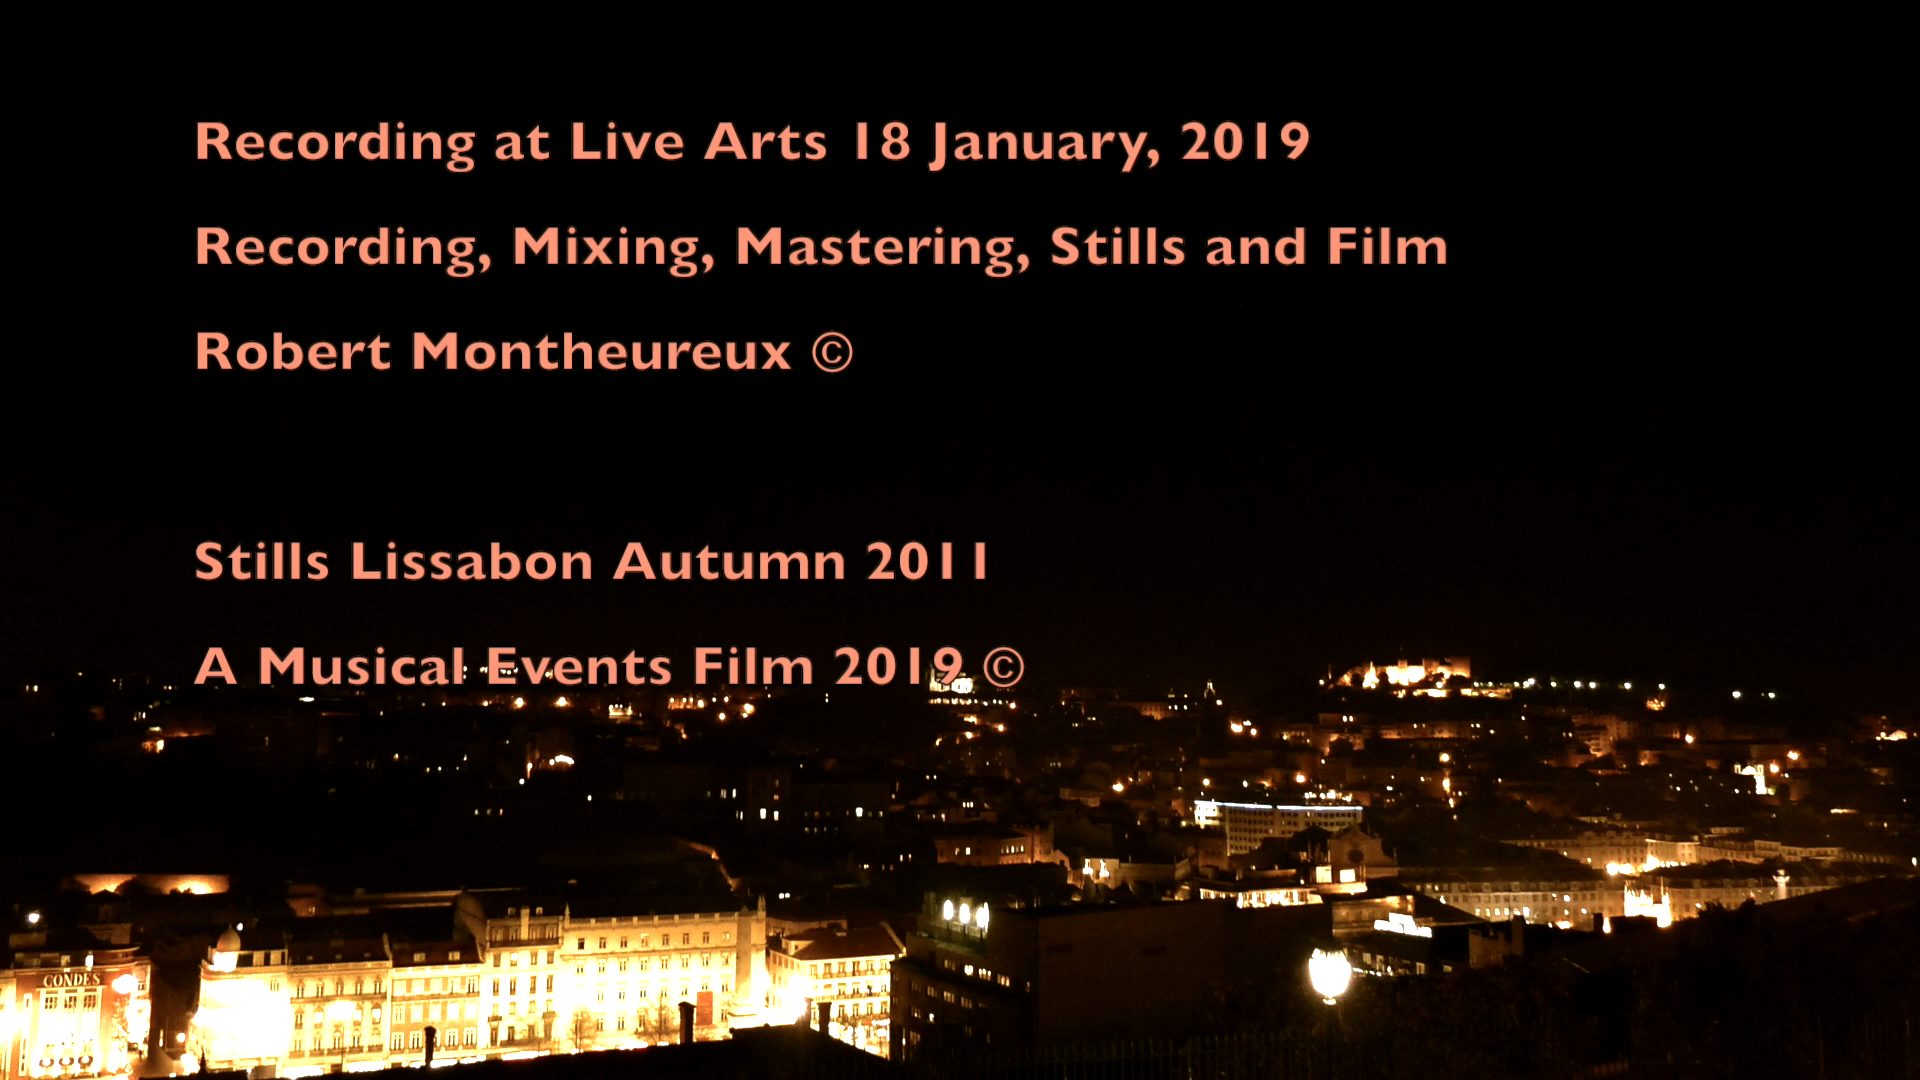 Recording at Live Arts 18 January, 2019
Recording, Mixing, Mastering, Stills and Film
Robert Montheureux ©
Stills Lissabon Autumn 2011
A Musical Events Film 2019 ©
CONDES